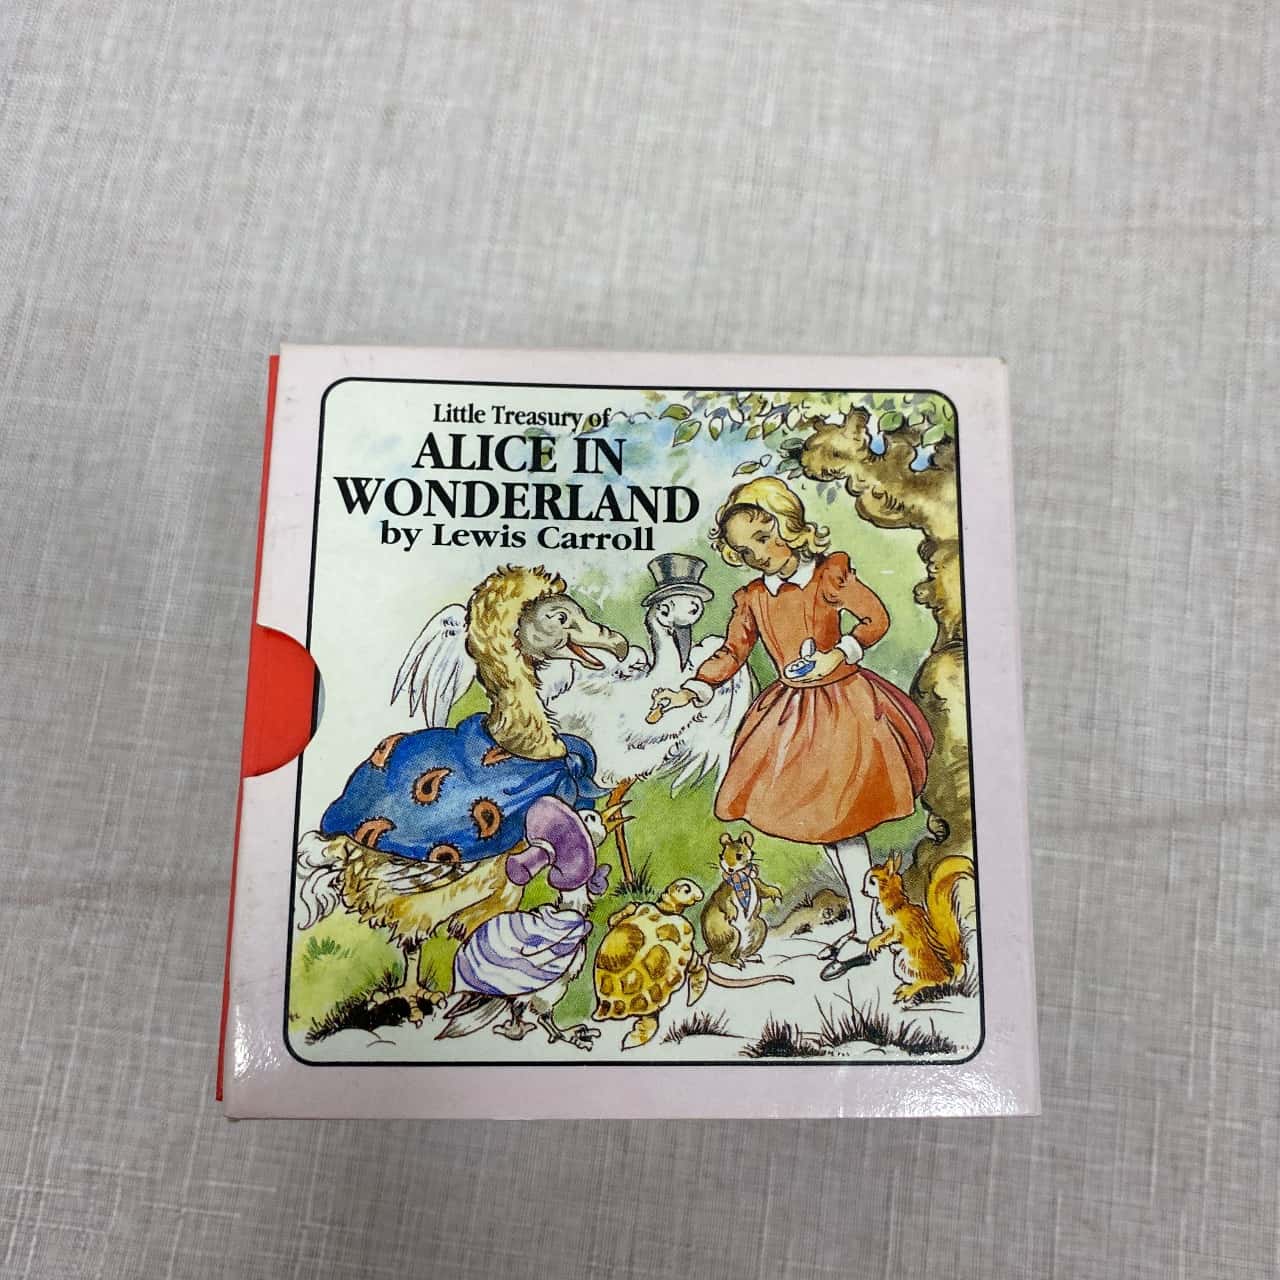 Little Treasury of
ALICE IN
WONDERLAND
by Lewis Carroll